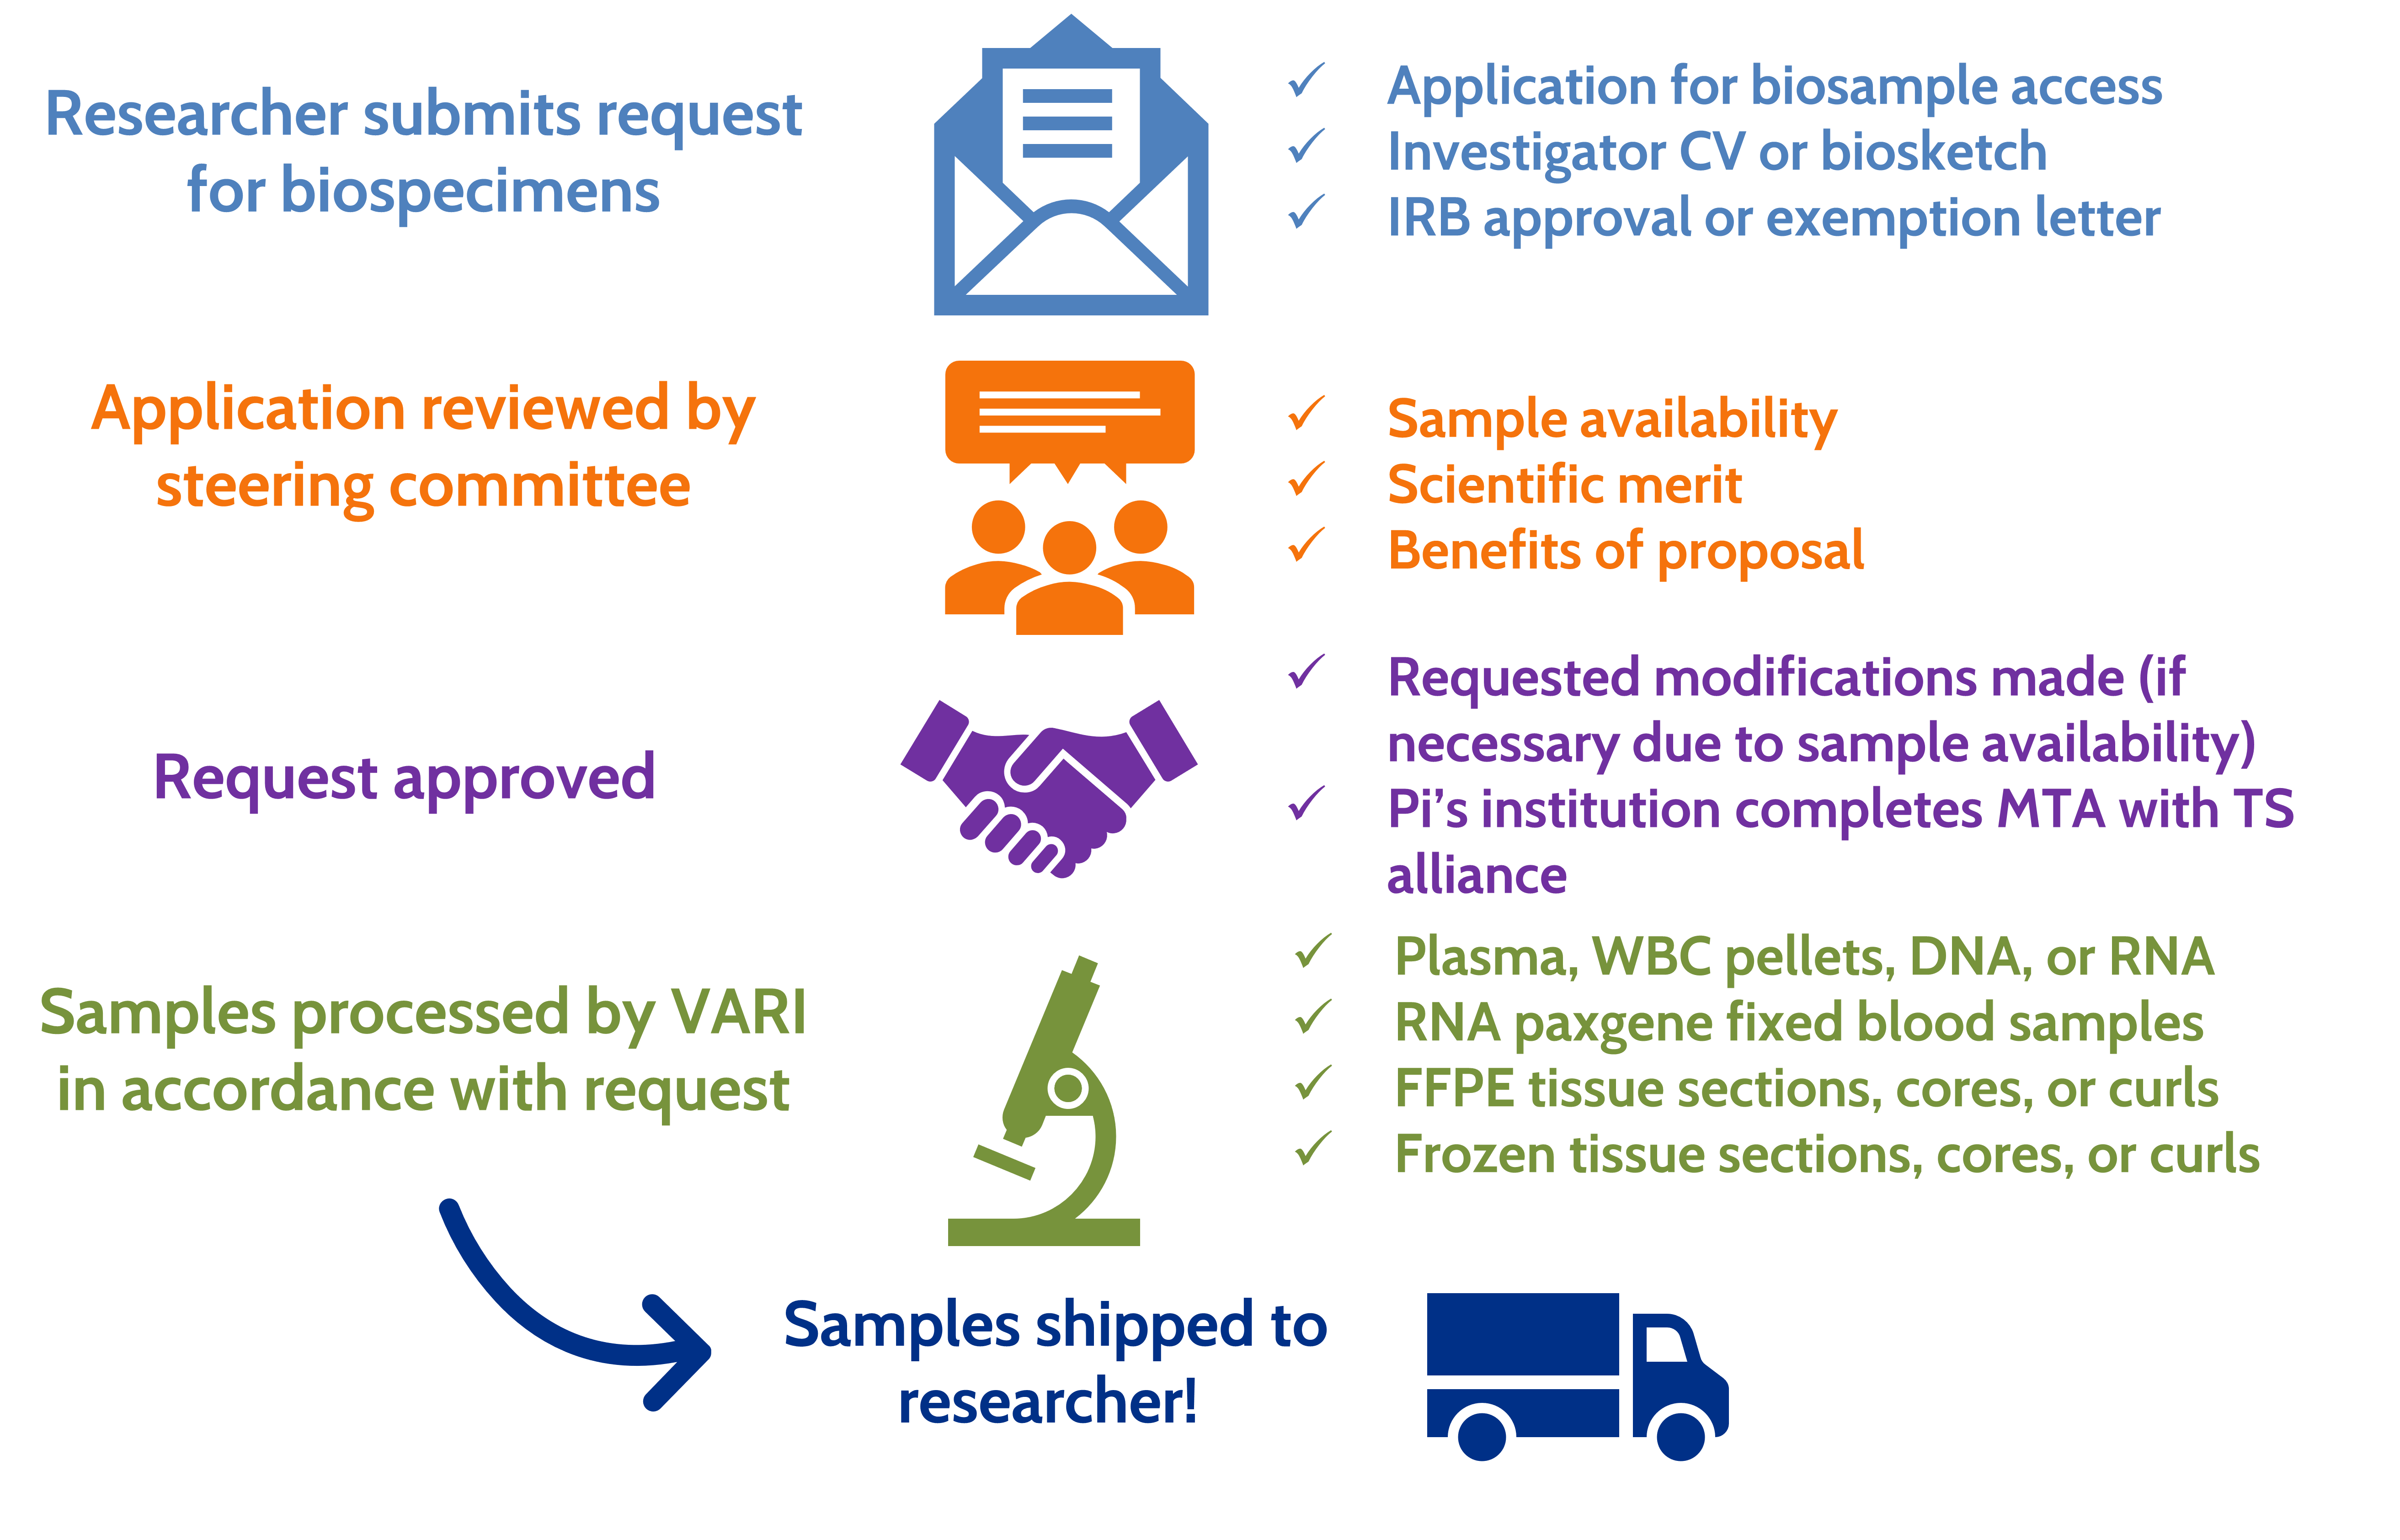 Researcher submits request
for biospecimens
Application for biosample access
Investigator CV or biosketch
IRB approval or exemption letter
Application reviewed by
steering committee
Sample availability
Scientific merit
Benefits of proposal
Request approved
Requested modifications made (if
necessary due to sample availability)
Pi’s institution completes MTA with TS
alliance
Samples processed by VARI
in accordance with request
Plasma, WBC pellets, DNA, or RNA
RNA paxgene fixed blood samples
FFPE tissue sections, cores, or curls
Frozen tissue sections, cores, or curls
Samples shipped to
researcher!